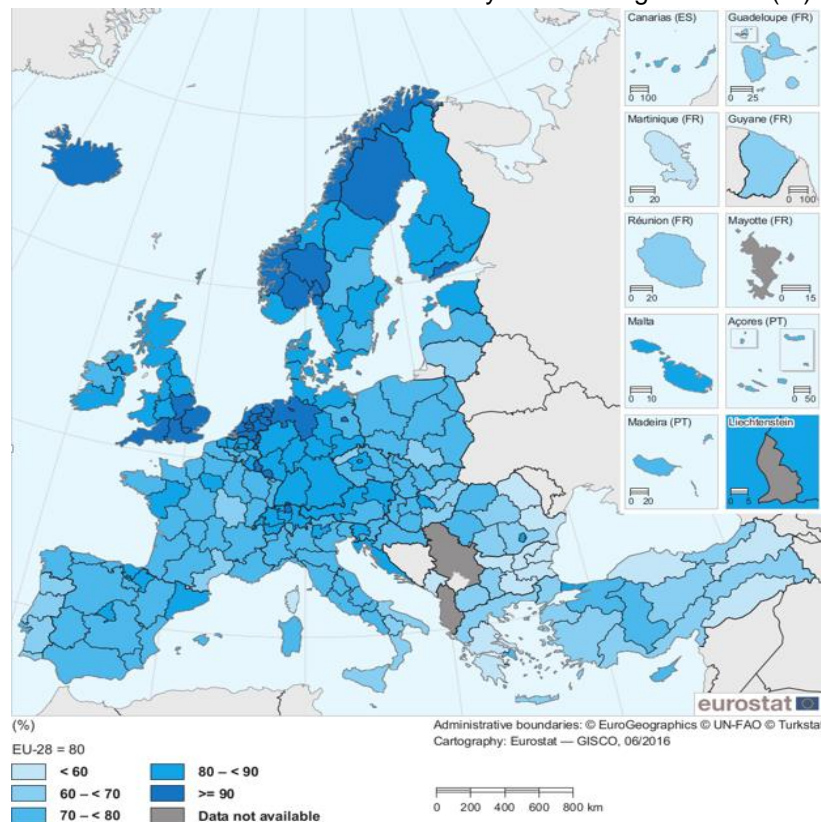 Canarias (ES)
0 100
Guadeloupe (FR)
0 25
Martinique (FR)
0 20
Guyane (FR)
0 100
Réunion (FR)
0 20
Mayotte (FR)
0 15
Malta
0 10
Açores (PT)
0 50
Madeira (PT)
0 20
Liechtenstein
0 5
eurostat
(%)
EU-28 = 80
< 60
60 – < 70
70 – < 80
80 – < 90
>= 90
Data not available
Administrative boundaries: © EuroGeographics © UN-FAO © Turksta
Cartography: Eurostat — GISCO, 06/2016
0 200 400 600 800 km